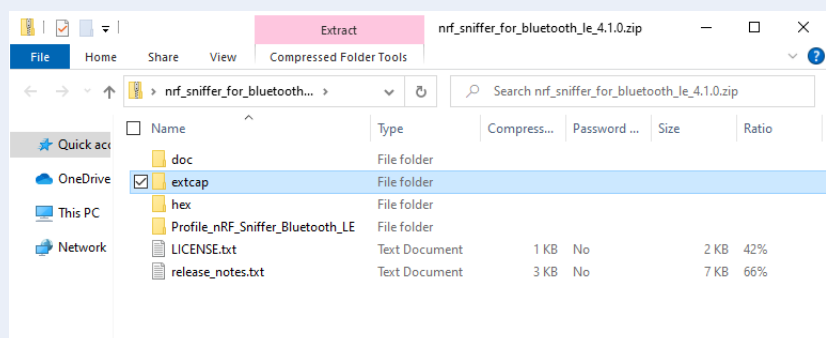 Extract nrf_sniffer_for_bluetooth_le_4.1.0.zip
File Home Share View Compressed Folder Tools
nrf_sniffer_for_bluetooth... Search nrf_sniffer_for_bluetooth_le_4.1.0.zip
Name Type Compress... Password ... Size Ratio
Quick acc
OneDrive
This PC
Network
doc File folder
extcap File folder
hex File folder
Profile_nRF_Sniffer_Bluetooth_LE File folder
LICENSE.txt Text Document 1 KB No 2 KB 42%
release_notes.txt Text Document 3 KB No 7 KB 66%